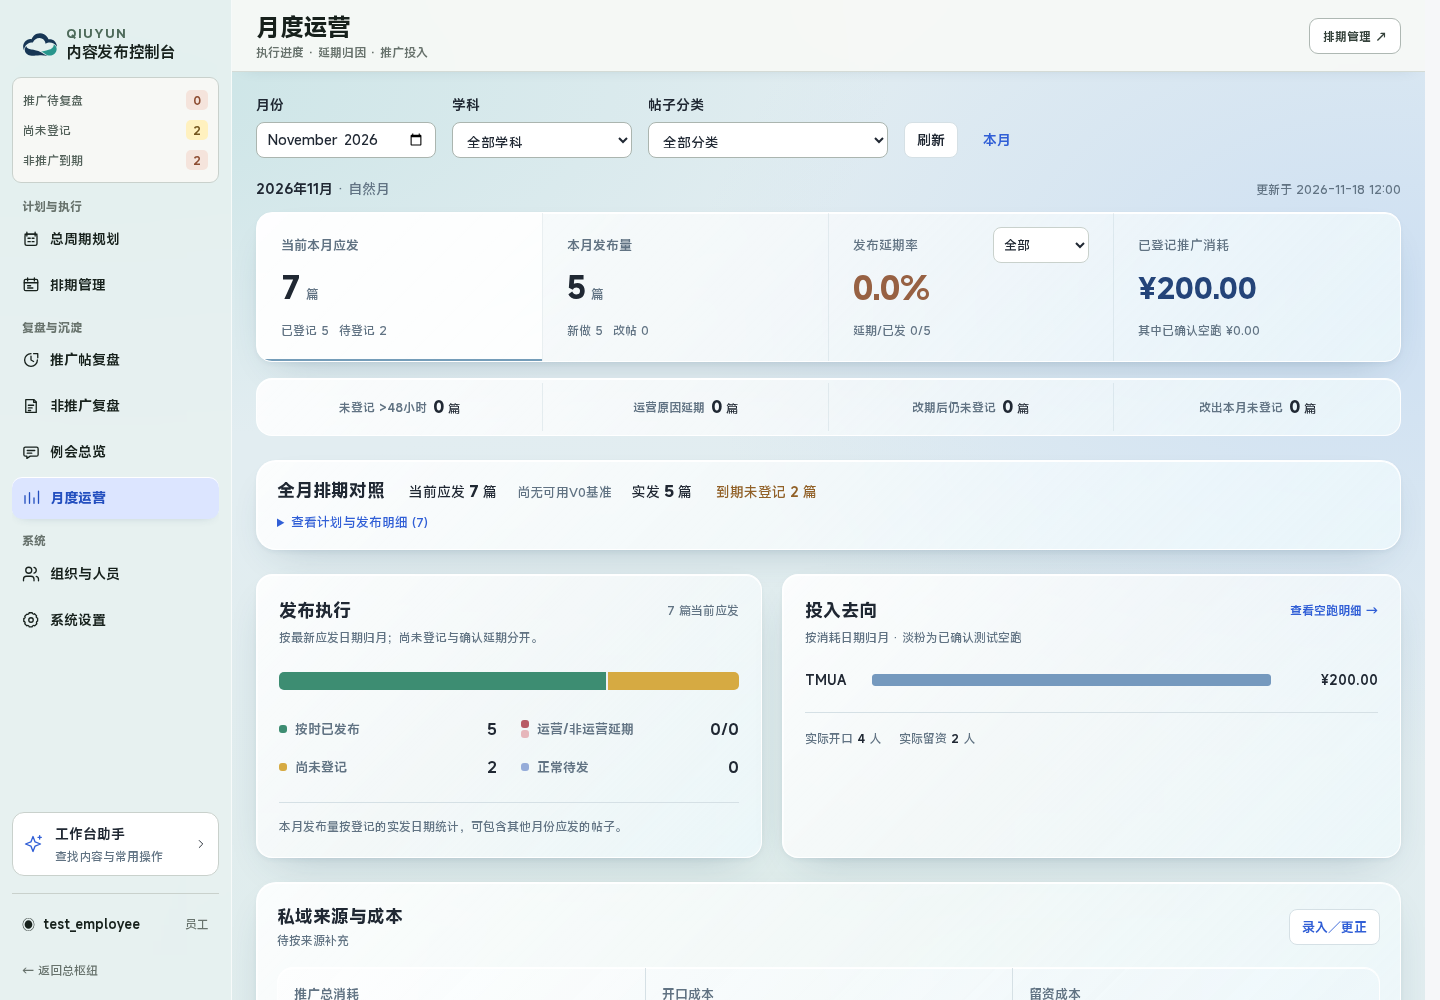 QIUYUN
内容发布控制台
推广待复盘 0
尚未登记 2
非推广到期 2
计划与执行
总周期规划
排期管理
复盘与沉淀
推广帖复盘
非推广复盘
例会总览
月度运营
系统
组织与人员
系统设置
工作台助手
查找内容与常用操作
test_employee 员工
← 返回总枢纽
月度运营
执行进度 · 延期归因 · 推广投入
排期管理 ↗
月份 学科 帖子分类
November 2026 全部学科 全部分类 刷新 本月
2026年11月 · 自然月 更新于 2026-11-18 12:00
当前本月应发
7 篇
已登记 5 待登记 2
本月发布量
5 篇
新做 5 改帖 0
发布延期率 全部
0.0%
延期/已发 0/5
已登记推广消耗
¥200.00
其中已确认空跑 ¥0.00
未登记 >48小时 0 篇
运营原因延期 0 篇
改期后仍未登记 0 篇
改出本月未登记 0 篇
全月排期对照 当前应发 7 篇 尚无可用V0基准 实发 5 篇 到期未登记 2 篇
▶ 查看计划与发布明细 (7)
发布执行 7 篇当前应发
按最新应发日期归月；尚未登记与确认延期分开。
按时已发布 5 运营/非运营延期 0/0
尚未登记 2 正常待发 0
本月发布量按登记的实发日期统计，可包含其他月份应发的帖子。
投入去向 查看空跑明细 →
按消耗日期归月 · 淡粉为已确认测试空跑
TMUA ¥200.00
实际开口 4 人 实际留资 2 人
私域来源与成本
待按来源补充
录入／更正
推广总消耗 开口成本 留资成本